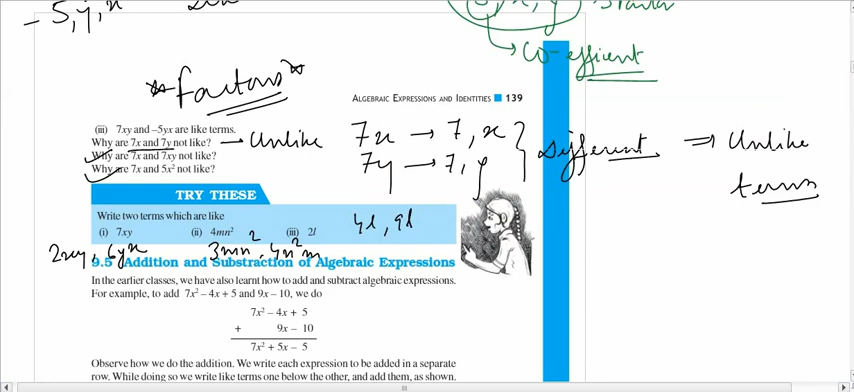 - 5, y, x
Co-effient
*Factors*
ALGEBRAIC EXPRESSIONS AND IDENTITIES ■ 139
(iii) 7xy and –5yx are like terms.
Why are 7x and 7y not like? → Unlike
Why are 7x and 7xy not like?
Why are 7x and 5x² not like?
7x → 7, x
7y → 7, y
} Different ⇒ Unlike
terms
TRY THESE
Write two terms which are like
(i) 7xy (ii) 4mn² (iii) 2l
2xy, 6yx 3mn², 4n²m 4l, 9l
9.5 Addition and Substraction of Algebraic Expressions
In the earlier classes, we have also learnt how to add and subtract algebraic expressions.
For example, to add 7x² – 4x + 5 and 9x – 10, we do
7x² – 4x + 5
+ 9x – 10
7x² + 5x – 5
Observe how we do the addition. We write each expression to be added in a separate
row. While doing so we write like terms one below the other, and add them, as shown.